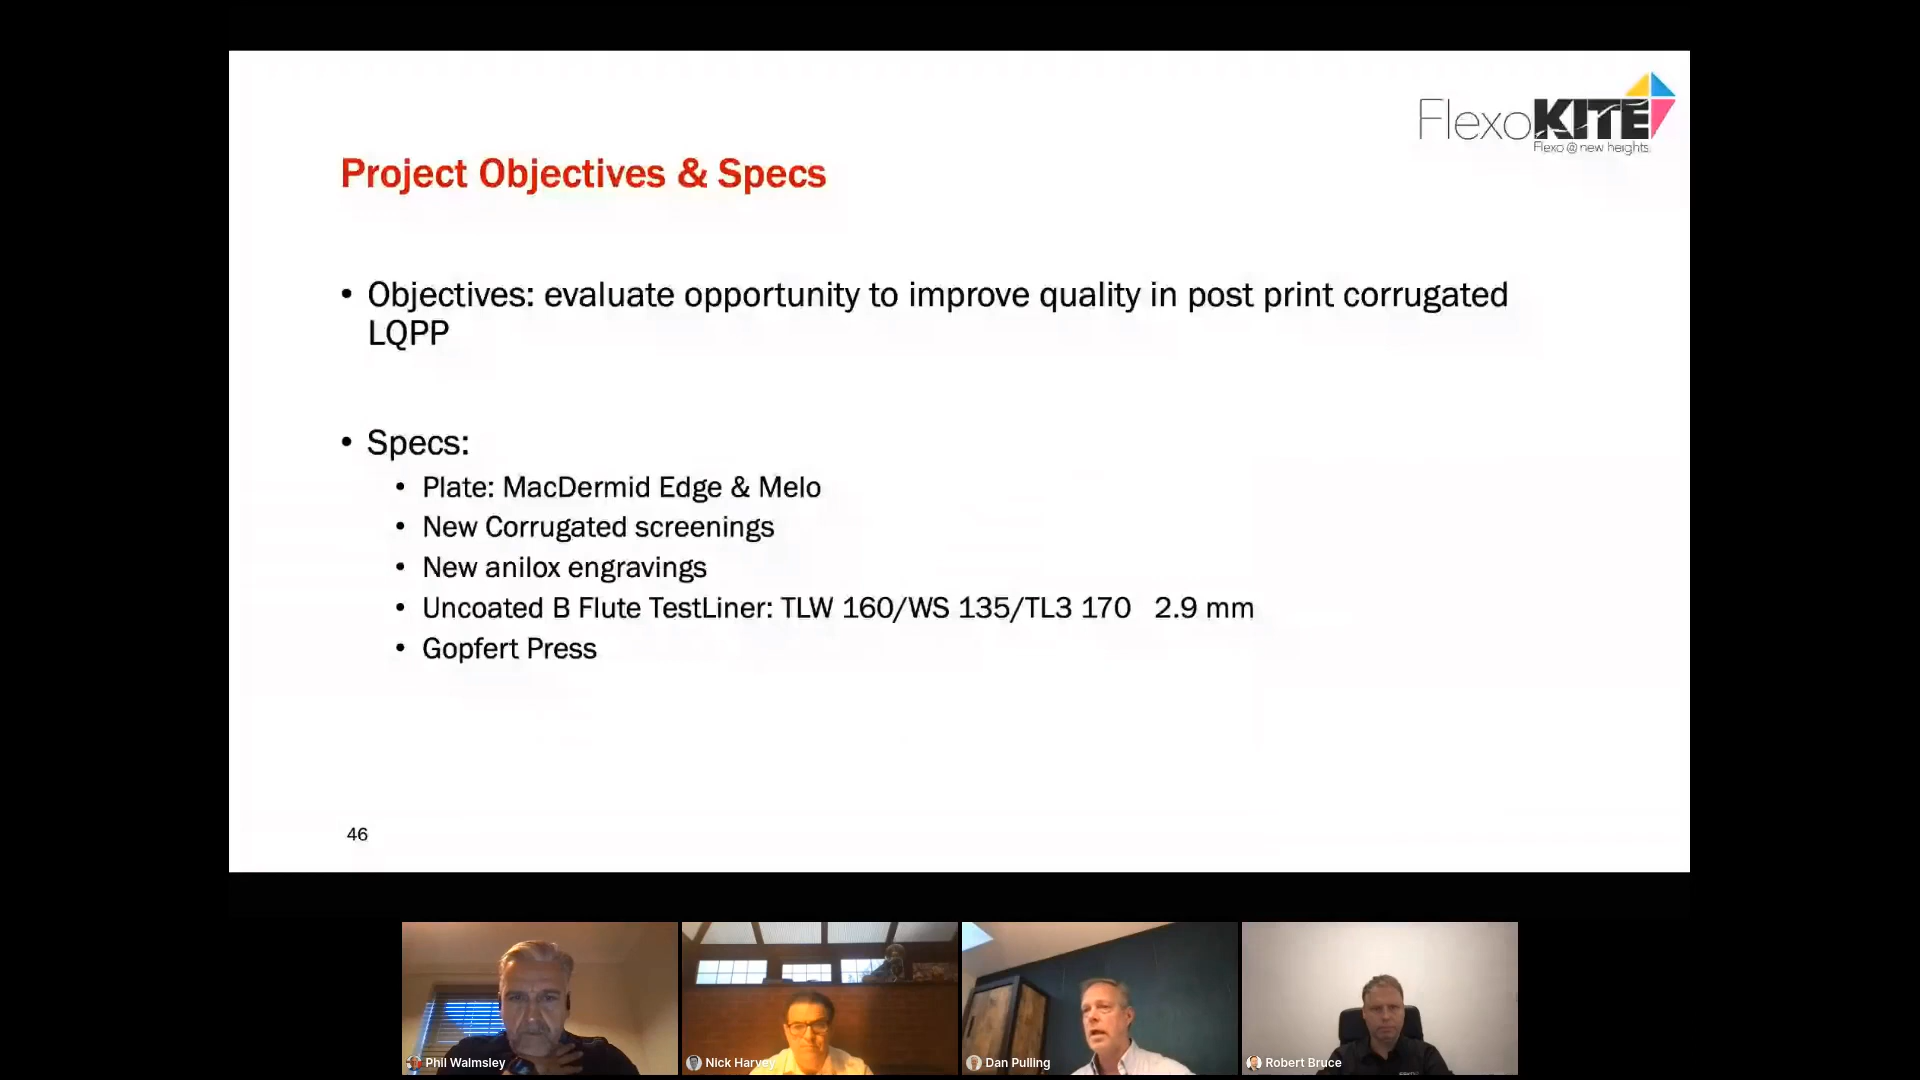 FlexoKITE
Flexo @ new heights
Project Objectives & Specs
• Objectives: evaluate opportunity to improve quality in post print corrugated
LQPP
• Specs:
• Plate: MacDermid Edge & Melo
• New Corrugated screenings
• New anilox engravings
• Uncoated B Flute TestLiner: TLW 160/WS 135/TL3 170 2.9 mm
• Gopfert Press
46
Phil Walmsley
Nick Harvey
Dan Pulling
Robert Bruce